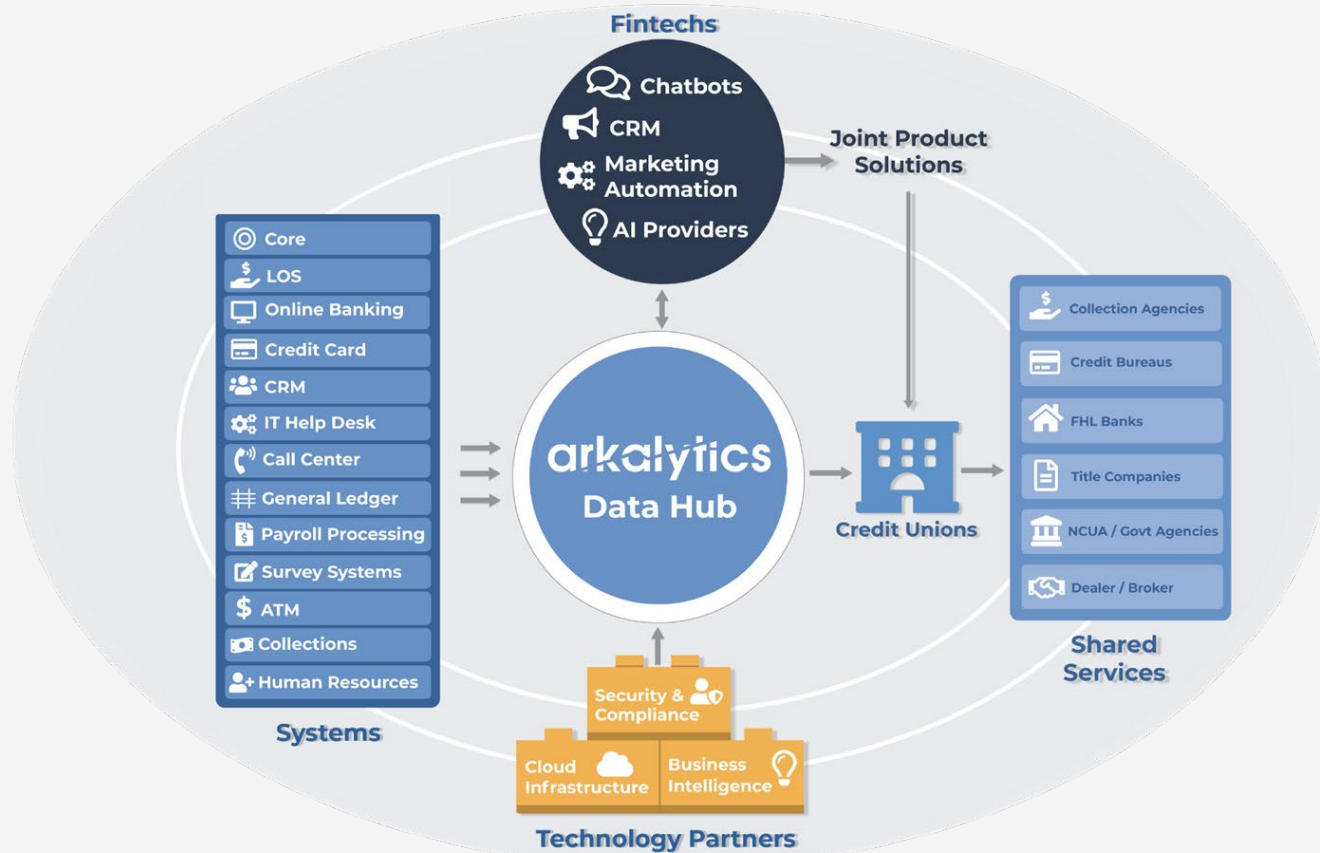 Fintechs
Chatbots
CRM
Marketing
Automation
AI Providers
Joint Product
Solutions
Core
LOS
Online Banking
Credit Card
CRM
IT Help Desk
Call Center
General Ledger
Payroll Processing
Survey Systems
ATM
Collections
Human Resources
Systems
arkalytics
Data Hub
Credit Unions
Collection Agencies
Credit Bureaus
FHL Banks
Title Companies
NCUA / Govt Agencies
Dealer / Broker
Shared
Services
Security &
Compliance
Cloud
Infrastructure
Business
Intelligence
Technology Partners